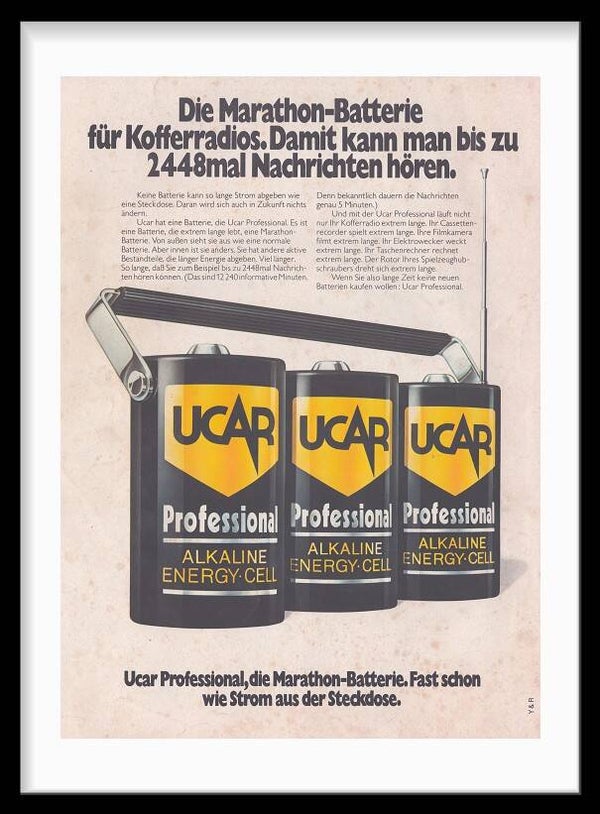 Die Marathon-Batterie
für Kofferradios. Damit kann man bis zu
2448mal Nachrichten hören.
Keine Batterie kann so lange Strom abgeben wie
eine Steckdose. Daran wird sich auch in Zukunft nichts
ändern.
Ucar hat eine Batterie, die Ucar Professional. Es ist
eine Batterie, die extrem lange lebt, eine Marathon-
Batterie. Von außen sieht sie aus wie eine normale
Batterie. Aber innen ist sie anders. Sie hat andere aktive
Bestandteile, die länger Energie abgeben. Viel länger.
So lange, daß Sie zum Beispiel bis zu 2448mal Nachrich-
ten hören können. (Das sind 12 240 informative Minuten.
Denn bekanntlich dauern die Nachrichten
genau 5 Minuten.)
Und mit der Ucar Professional läuft nicht
nur Ihr Kofferradio extrem lange. Ihr Cassetten-
recorder spielt extrem lange. Ihre Filmkamera
filmt extrem lange. Ihr Elektrowecker weckt
extrem lange. Ihr Taschenrechner rechnet
extrem lange. Der Rotor Ihres Spielzeughub-
schraubers dreht sich extrem lange.
Wenn Sie also lange Zeit keine neuen
Batterien kaufen wollen: Ucar Professional.
UCAR
Professional
ALKALINE
ENERGY·CELL
UCAR
Professional
ALKALINE
ENERGY·CELL
UCAR
Professional
ALKALINE
ENERGY·CELL
Ucar Professional, die Marathon-Batterie. Fast schon
wie Strom aus der Steckdose.
Y&R